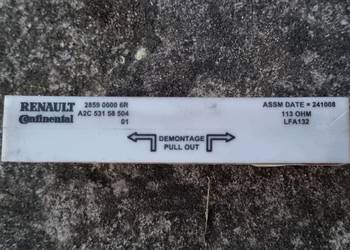 RENAULT 2859 0000 6R ASSM DATE = 241008
Continental A2C 531 58 504 113 OHM
01 LFA132
DEMONTAGE
PULL OUT